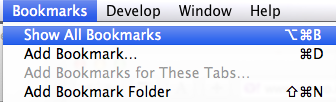 Bookmarks Develop Window Help
Show All Bookmarks ⌥⌘B
Add Bookmark... ⌘D
Add Bookmarks for These Tabs...
Add Bookmark Folder ⇧⌘N